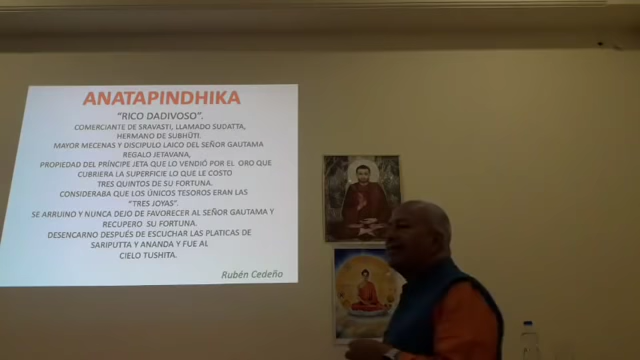 ANATAPINDHIKA
“RICO DADIVOSO”.
COMERCIANTE DE SRAVASTI, LLAMADO SUDATTA,
HERMANO DE SUBHÛTI.
MAYOR MECENAS Y DISCIPULO LAICO DEL SEÑOR GAUTAMA
REGALO JETAVANA,
PROPIEDAD DEL PRÍNCIPE JETA QUE LO VENDIÓ POR EL ORO QUE
CUBRIERA LA SUPERFICIE LO QUE LE COSTO
TRES QUINTOS DE SU FORTUNA.
CONSIDERABA QUE LOS ÚNICOS TESOROS ERAN LAS
“TRES JOYAS”.
SE ARRUINO Y NUNCA DEJO DE FAVORECER AL SEÑOR GAUTAMA Y
RECUPERO SU FORTUNA.
DESENCARNO DESPUÉS DE ESCUCHAR LAS PLATICAS DE
SARIPUTTA Y ANANDA Y FUE AL
CIELO TUSHITA.
Rubén Cedeño